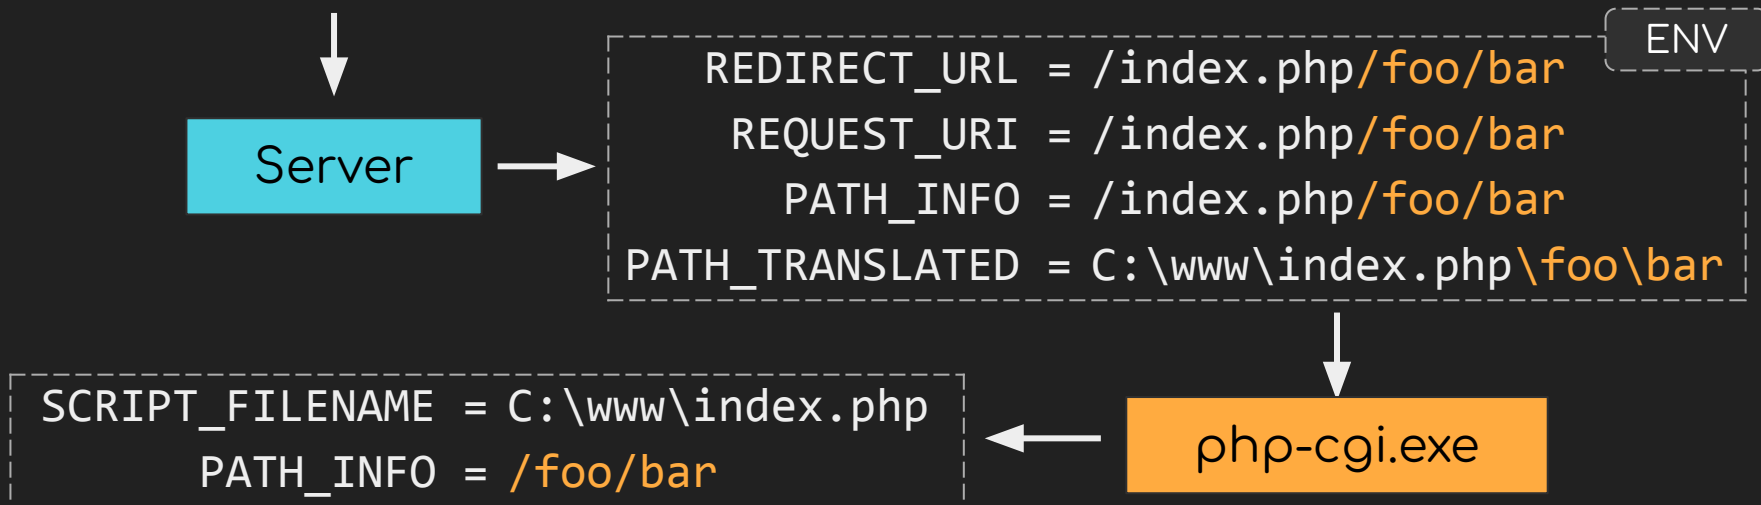 ENV
REDIRECT_URL = /index.php/foo/bar
REQUEST_URI = /index.php/foo/bar
PATH_INFO = /index.php/foo/bar
PATH_TRANSLATED = C:\www\index.php\foo\bar
Server
SCRIPT_FILENAME = C:\www\index.php
PATH_INFO = /foo/bar
php-cgi.exe